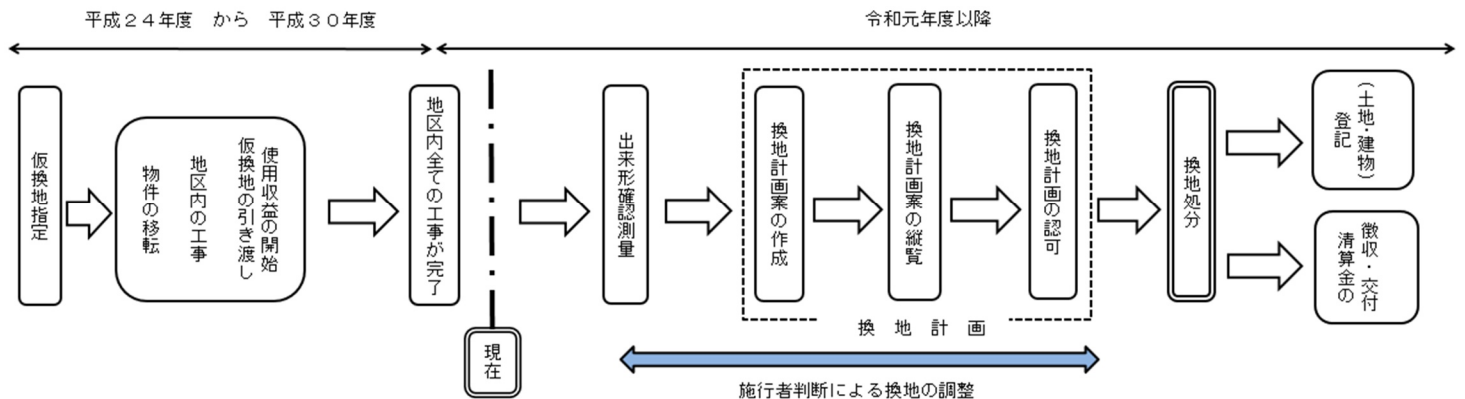 平成24年度　から　平成30年度
令和元年度以降
仮換地指定
使用収益の開始
仮換地の引き渡し
地区内の工事
物件の移転
地区内全ての工事が完了
現在
出来形確認測量
換地計画案の作成
換地計画案の縦覧
換地計画の認可
換　地　計　画
施行者判断による換地の調整
換地処分
(土地・建物)
登記
徴収・交付
清算金の